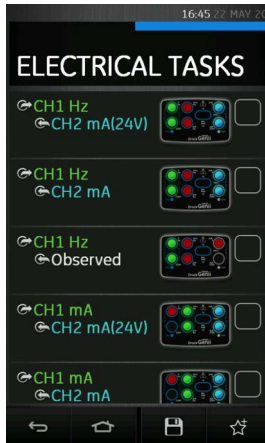 16:45 22 MAY 20
ELECTRICAL TASKS
CH1 Hz
CH2 mA(24V)
CH1 Hz
CH2 mA
CH1 Hz
Observed
CH1 mA
CH2 mA(24V)
CH1 mA
CH2 mA